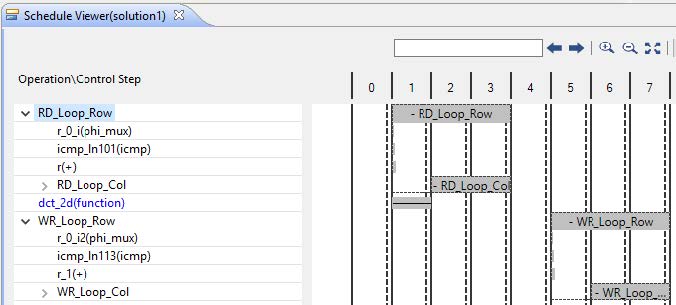 Schedule Viewer(solution1)
Operation\Control Step
0 1 2 3 4 5 6 7
RD_Loop_Row - RD_Loop_Row
r_0_i(phi_mux)
icmp_ln101(icmp)
r(+)
RD_Loop_Col - RD_Loop_Col
dct_2d(function)
WR_Loop_Row - WR_Loop_Row
r_0_i2(phi_mux)
icmp_ln113(icmp)
r_1(+)
WR_Loop_Col - WR_Loop_...